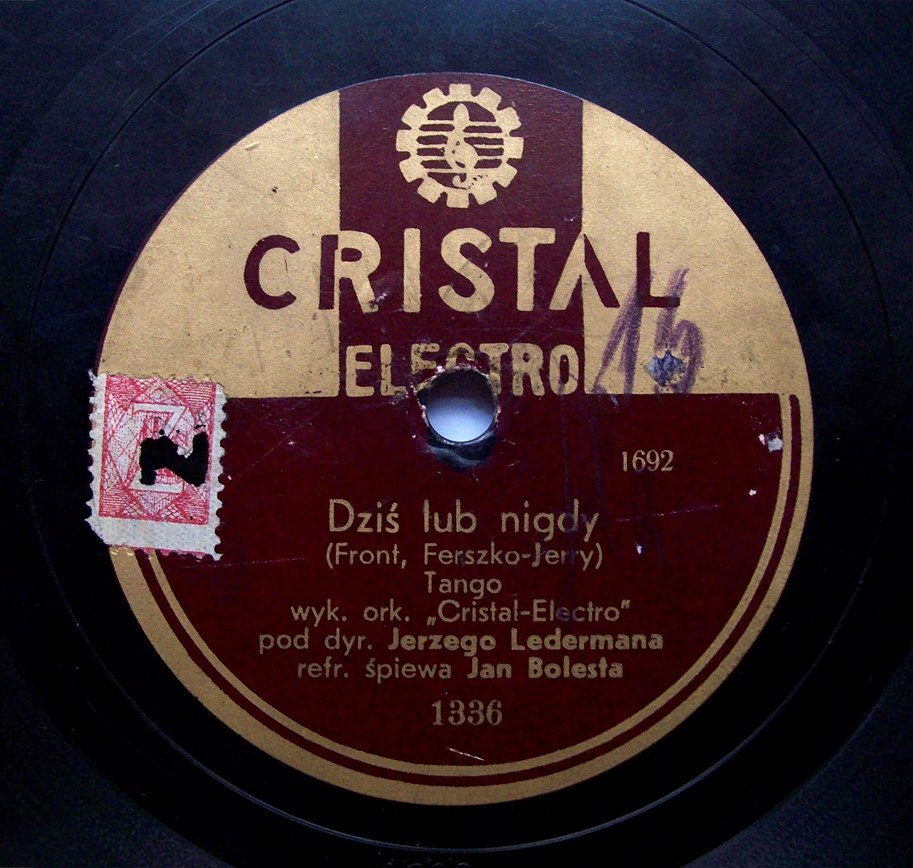 CRISTAL
ELECTRO
16
1692
Dziś lub nigdy
(Front, Ferszko-Jerry)
Tango
wyk. ork. „Cristal-Electro”
pod dyr. Jerzego Ledermana
refr. śpiewa Jan Bolesta
1336